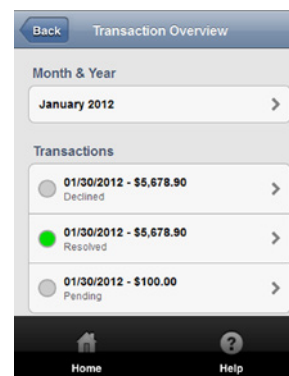 Back Transaction Overview
Month & Year
January 2012
Transactions
01/30/2012 - $5,678.90
Declined
01/30/2012 - $5,678.90
Resolved
01/30/2012 - $100.00
Pending
Home Help